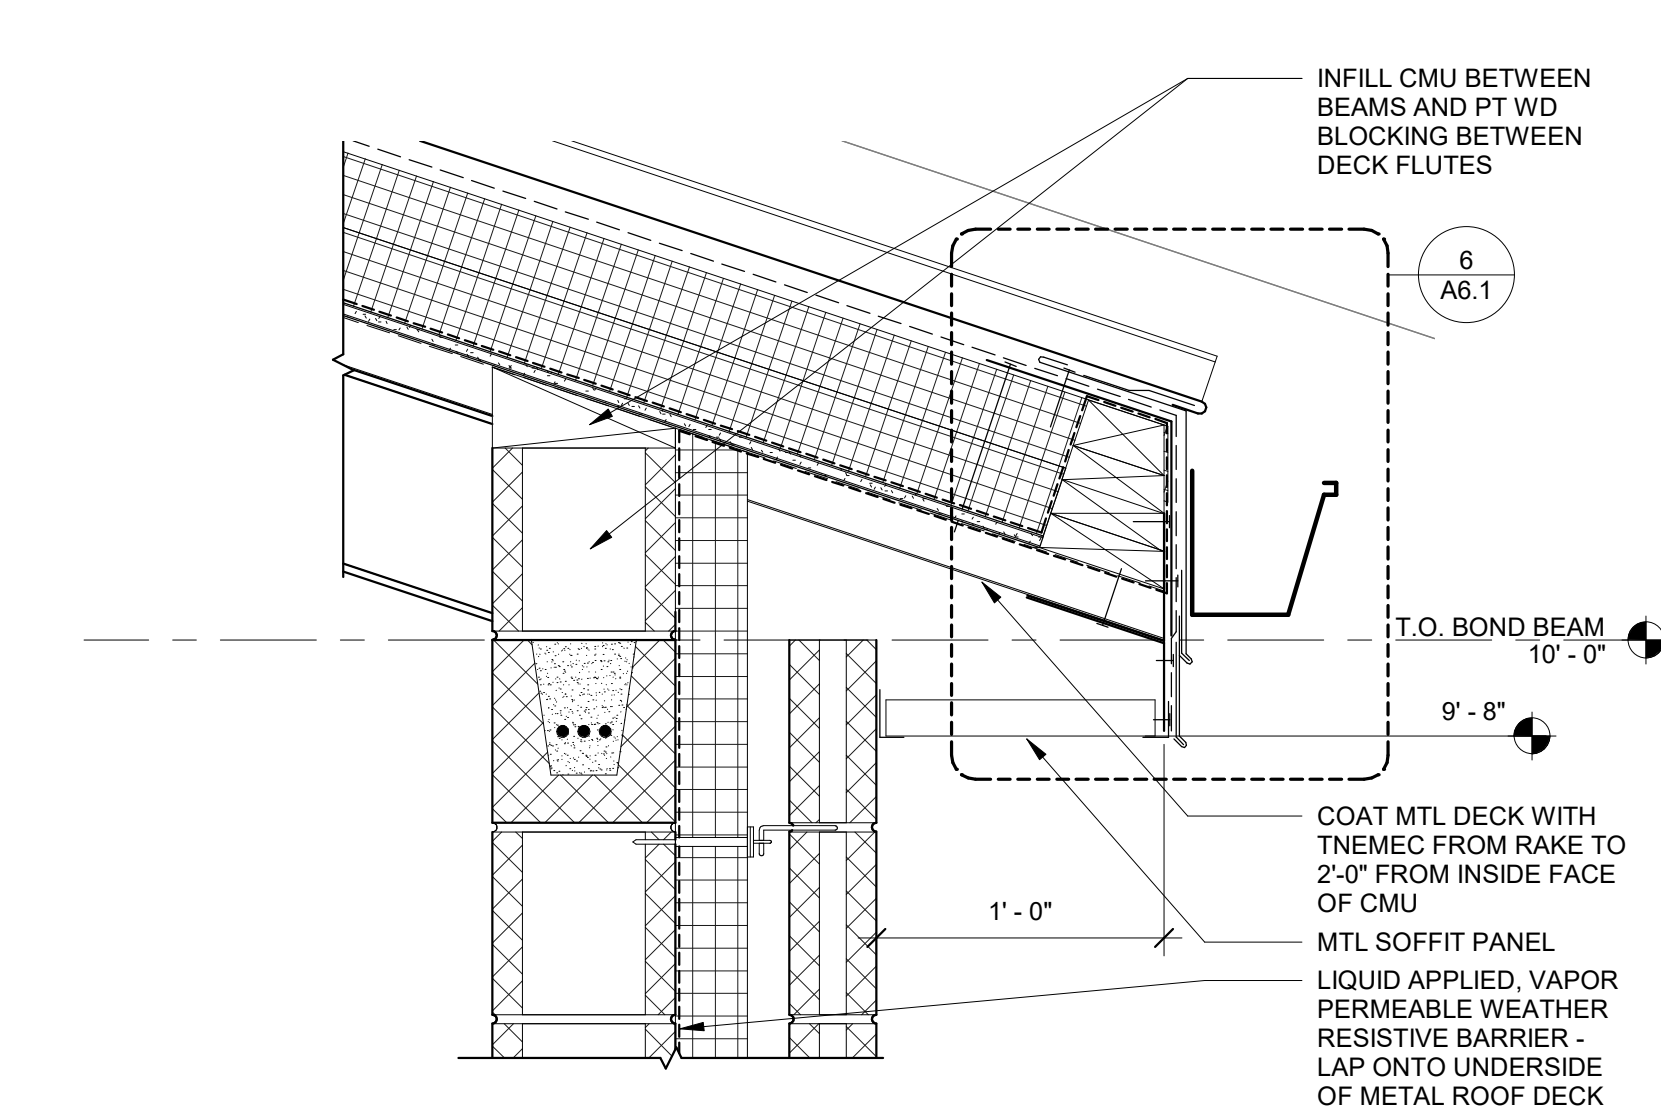 INFILL CMU BETWEEN
BEAMS AND PT WD
BLOCKING BETWEEN
DECK FLUTES
6
A6.1
T.O. BOND BEAM
10' - 0"
9' - 8"
COAT MTL DECK WITH
TNEMEC FROM RAKE TO
2'-0" FROM INSIDE FACE
OF CMU
1' - 0"
MTL SOFFIT PANEL
LIQUID APPLIED, VAPOR
PERMEABLE WEATHER
RESISTIVE BARRIER -
LAP ONTO UNDERSIDE
OF METAL ROOF DECK